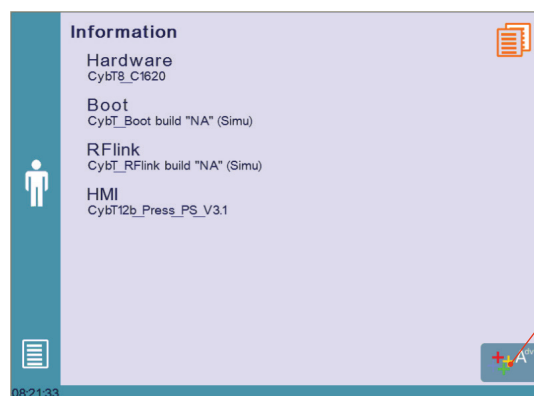 Information
Hardware
CybT8_C1620
Boot
CybT_Boot build "NA" (Simu)
RFlink
CybT_RFlink build "NA" (Simu)
HMI
CybT12b_Press_PS_V3.1
Adv
08:21:33